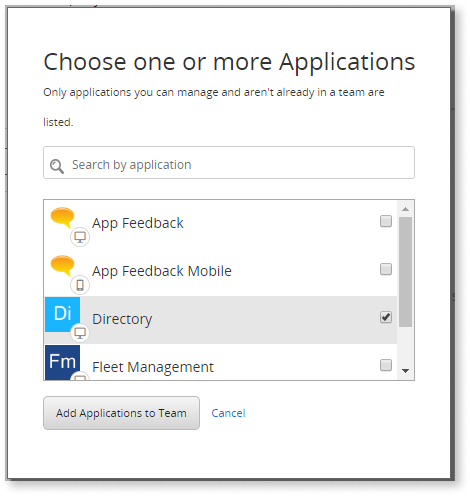 Choose one or more Applications
Only applications you can manage and aren't already in a team are
listed.
Search by application
App Feedback
App Feedback Mobile
Di
Directory
Fm
Fleet Management
Add Applications to Team
Cancel